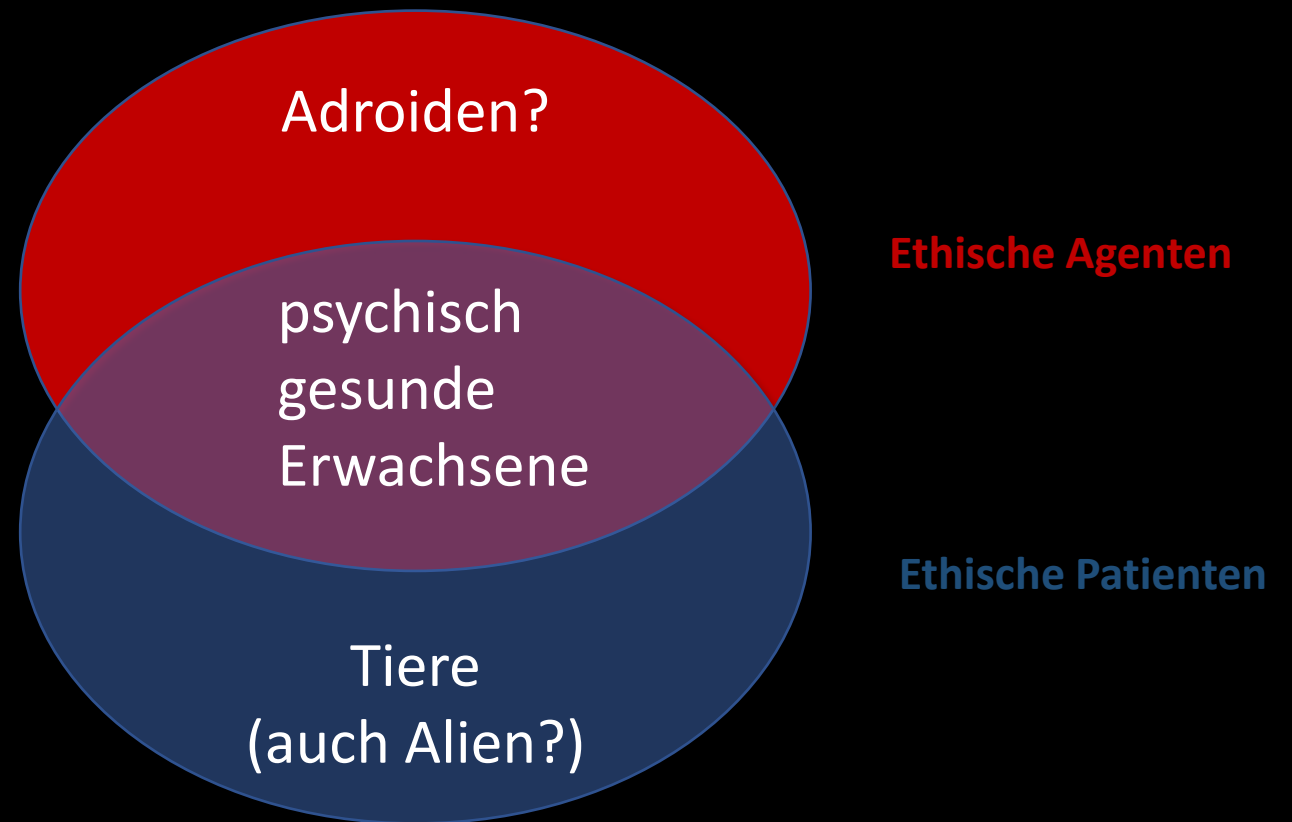 Adroiden?
Ethische Agenten
psychisch
gesunde
Erwachsene
Ethische Patienten
Tiere
(auch Alien?)